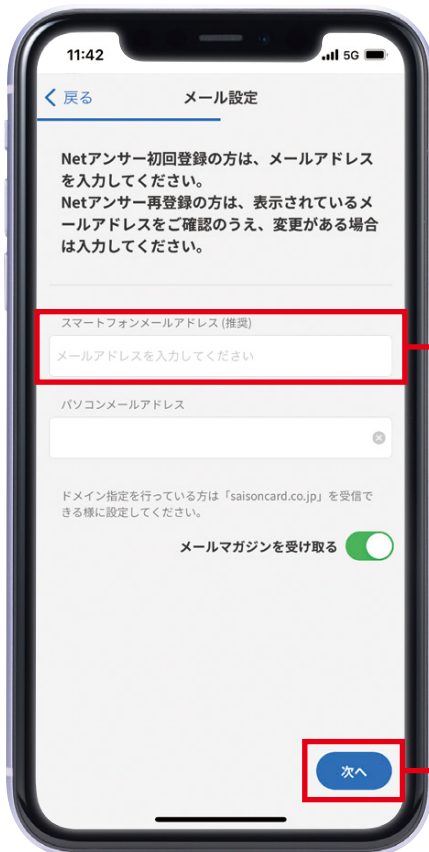 11:42
5G
戻る
メール設定
Netアンサー初回登録の方は、メールアドレス
を入力してください。
Netアンサー再登録の方は、表示されているメ
ールアドレスをご確認のうえ、変更がある場合
は入力してください。
スマートフォンメールアドレス (推奨)
メールアドレスを入力してください
パソコンメールアドレス
ドメイン指定を行っている方は「saisoncard.co.jp」を受信で
きる様に設定してください。
メールマガジンを受け取る
次へ